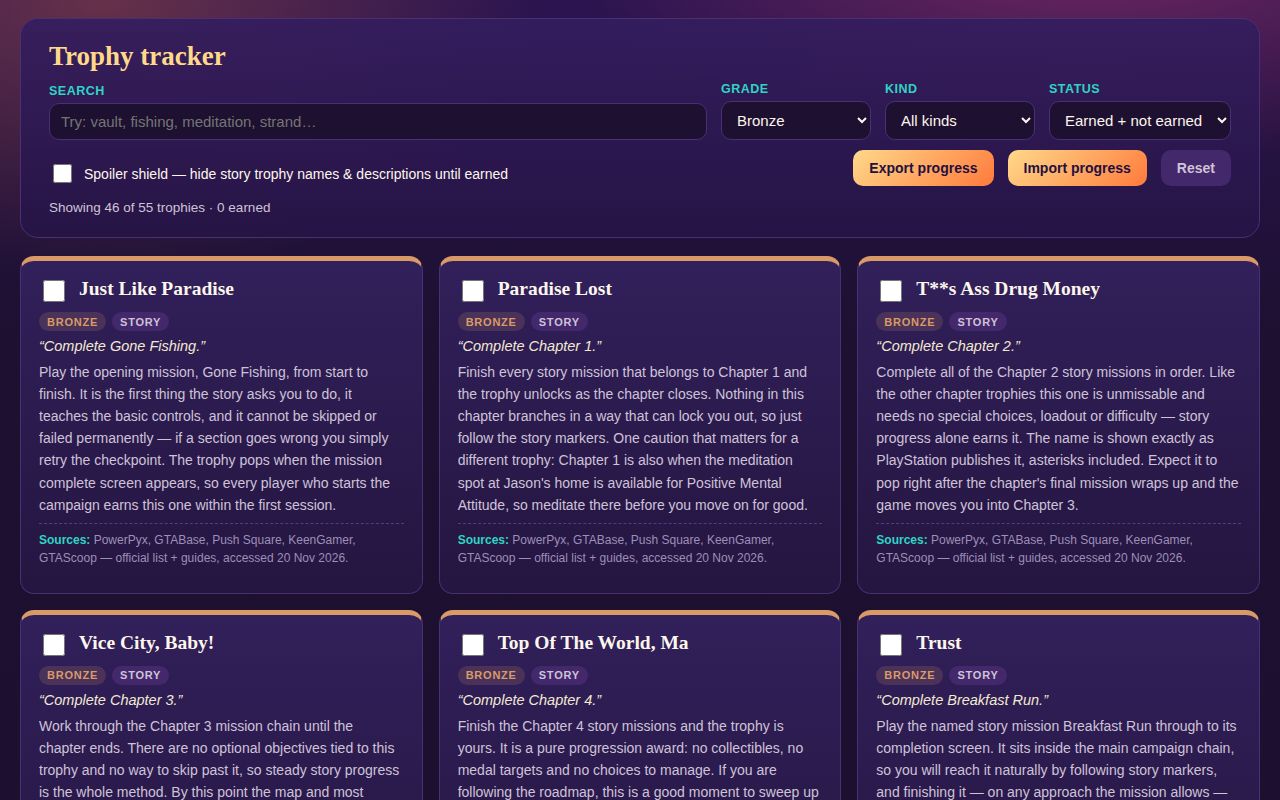 Trophy tracker
SEARCH
GRADE
KIND
STATUS
Try: vault, fishing, meditation, strand…
Bronze
All kinds
Earned + not earned
Spoiler shield — hide story trophy names & descriptions until earned
Export progress
Import progress
Reset
Showing 46 of 55 trophies · 0 earned
Just Like Paradise
BRONZE
STORY
“Complete Gone Fishing.”
Play the opening mission, Gone Fishing, from start to
finish. It is the first thing the story asks you to do, it
teaches the basic controls, and it cannot be skipped or
failed permanently — if a section goes wrong you simply
retry the checkpoint. The trophy pops when the mission
complete screen appears, so every player who starts the
campaign earns this one within the first session.
Sources: PowerPyx, GTABase, Push Square, KeenGamer,
GTAScoop — official list + guides, accessed 20 Nov 2026.
Paradise Lost
BRONZE
STORY
“Complete Chapter 1.”
Finish every story mission that belongs to Chapter 1 and
the trophy unlocks as the chapter closes. Nothing in this
chapter branches in a way that can lock you out, so just
follow the story markers. One caution that matters for a
different trophy: Chapter 1 is also when the meditation
spot at Jason's home is available for Positive Mental
Attitude, so meditate there before you move on for good.
Sources: PowerPyx, GTABase, Push Square, KeenGamer,
GTAScoop — official list + guides, accessed 20 Nov 2026.
T**s Ass Drug Money
BRONZE
STORY
“Complete Chapter 2.”
Complete all of the Chapter 2 story missions in order. Like
the other chapter trophies this one is unmissable and
needs no special choices, loadout or difficulty — story
progress alone earns it. The name is shown exactly as
PlayStation publishes it, asterisks included. Expect it to
pop right after the chapter's final mission wraps up and the
game moves you into Chapter 3.
Sources: PowerPyx, GTABase, Push Square, KeenGamer,
GTAScoop — official list + guides, accessed 20 Nov 2026.
Vice City, Baby!
BRONZE
STORY
“Complete Chapter 3.”
Work through the Chapter 3 mission chain until the
chapter ends. There are no optional objectives tied to this
trophy and no way to skip past it, so steady story progress
is the whole method. By this point the map and most
Top Of The World, Ma
BRONZE
STORY
“Complete Chapter 4.”
Finish the Chapter 4 story missions and the trophy is
yours. It is a pure progression award: no collectibles, no
medal targets and no choices to manage. If you are
following the roadmap, this is a good moment to sweep up
Trust
BRONZE
STORY
“Complete Breakfast Run.”
Play the named story mission Breakfast Run through to its
completion screen. It sits inside the main campaign chain,
so you will reach it naturally by following story markers,
and finishing it — on any approach the mission allows —